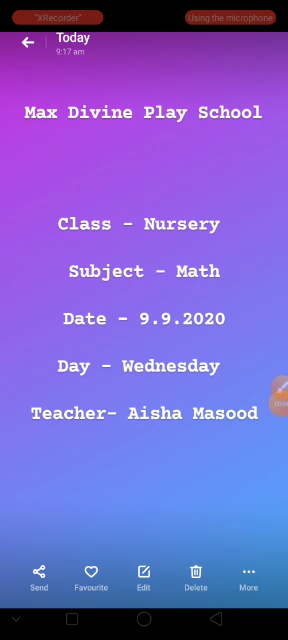 "XRecorder"
Using the microphone
Today
9:17 am
Max Divine Play School
Class - Nursery
Subject - Math
Date - 9.9.2020
Day - Wednesday
Teacher- Aisha Masood
Send
Favourite
Edit
Delete
More